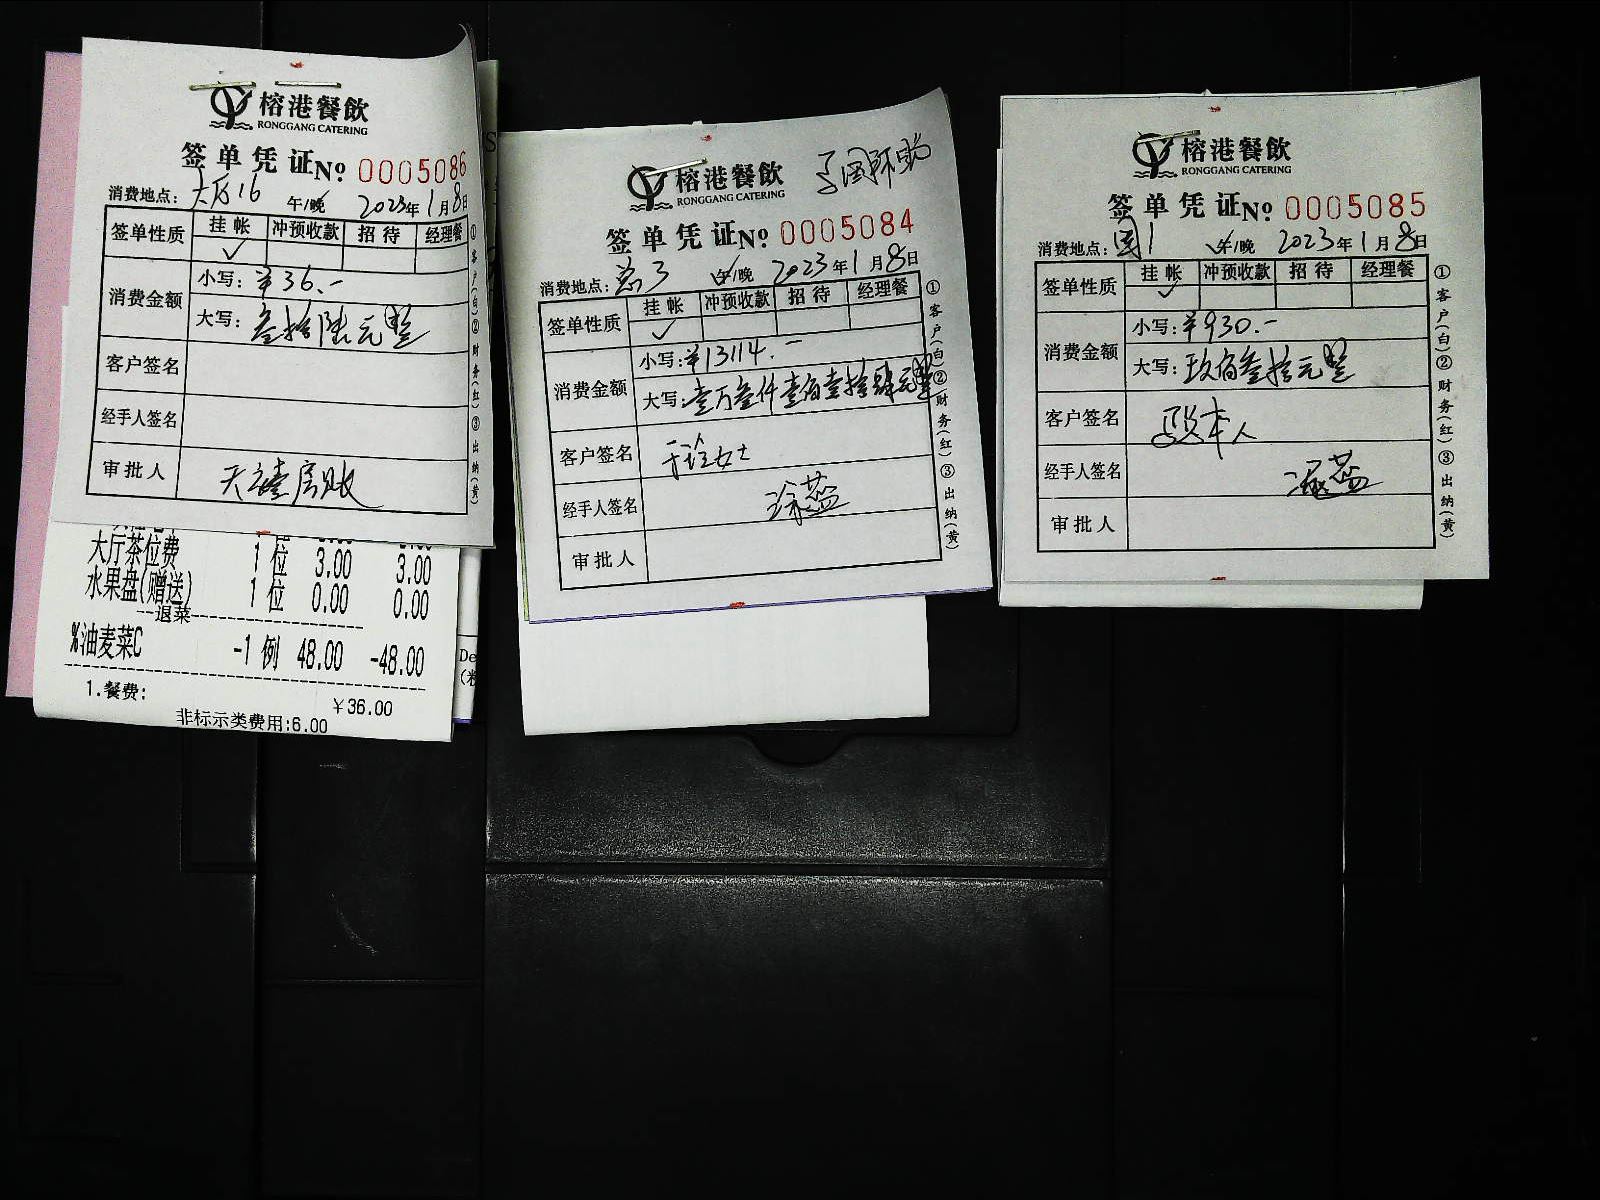 榕港餐飲
RONGGANG CATERING
签单凭证No 0005086
消费地点：大厅16 午/晚 2023年1月8日
签单性质 挂帐 冲预收款 招待 经理餐
✓
消费金额 小写：¥36.-
大写：叁拾陆元整
客户签名
经手人签名
审批人
①客户(白)②财务(红)③出纳(黄)
大厅茶位费 1 位 3.00 3.00
水果盘(赠送) 1 位 0.00 0.00
---退菜---
%油麦菜C -1 例 48.00 -48.00
1.餐费: ￥36.00
非标示类费用:6.00
榕港餐飲
RONGGANG CATERING
签单凭证No 0005084
消费地点： 午/晚 2023年1月8日
签单性质 挂帐 冲预收款 招待 经理餐
✓
消费金额 小写：¥13114.-
大写：壹万叁仟壹佰壹拾肆元整
客户签名 女士
经手人签名
审批人
①客户(白)②财务(红)③出纳(黄)
榕港餐飲
RONGGANG CATERING
签单凭证No 0005085
消费地点：国1 午/晚 2023年1月8日
签单性质 挂帐 冲预收款 招待 经理餐
✓
消费金额 小写：¥930.-
大写：玖佰叁拾元整
客户签名 本人
经手人签名
审批人
①客户(白)②财务(红)③出纳(黄)